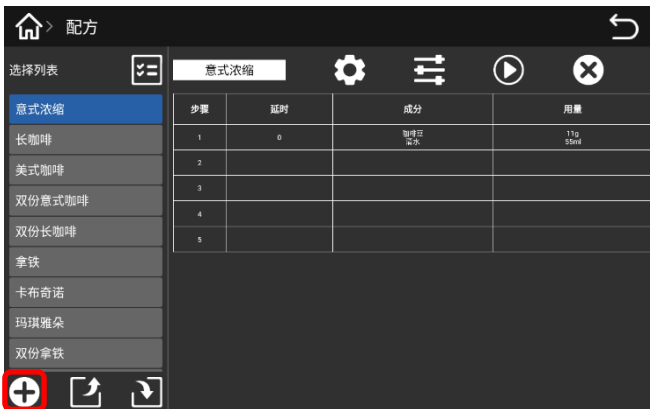 配方
选择列表
意式浓缩
意式浓缩
长咖啡
美式咖啡
双份意式咖啡
双份长咖啡
拿铁
卡布奇诺
玛琪雅朵
双份拿铁
步骤 延时 成分 用量
1 0 咖啡豆 11g
清水 55ml
2
3
4
5